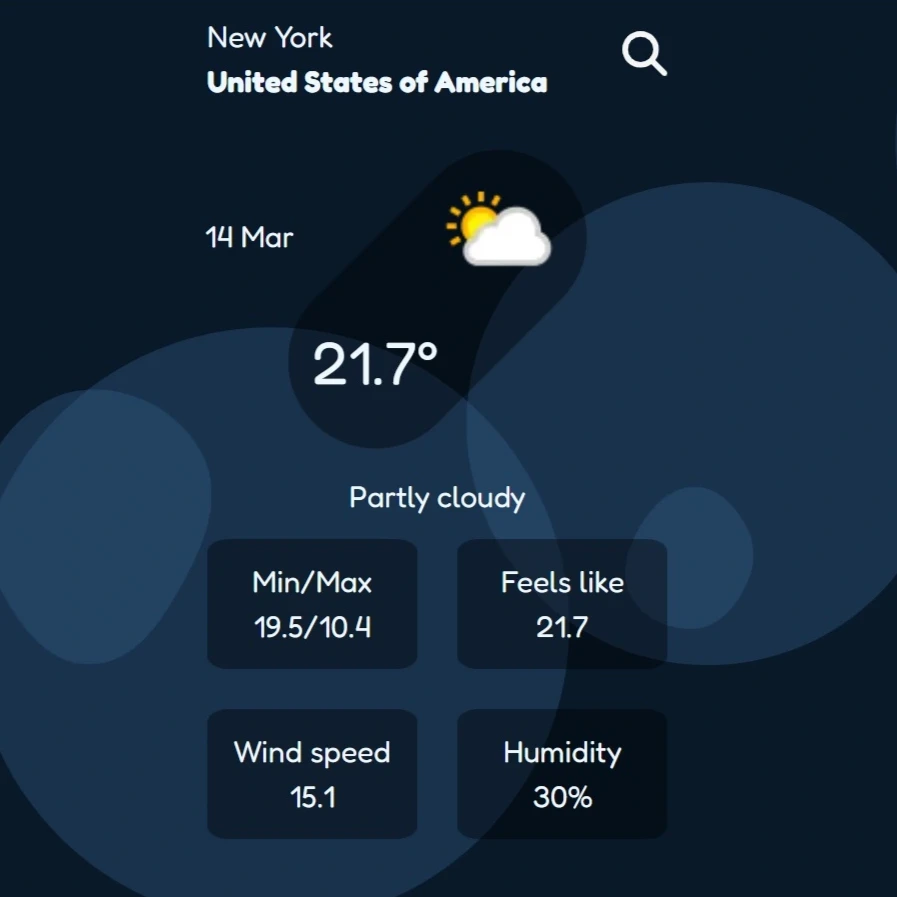 New York
United States of America
14 Mar
21.7°
Partly cloudy
Min/Max
19.5/10.4
Feels like
21.7
Wind speed
15.1
Humidity
30%